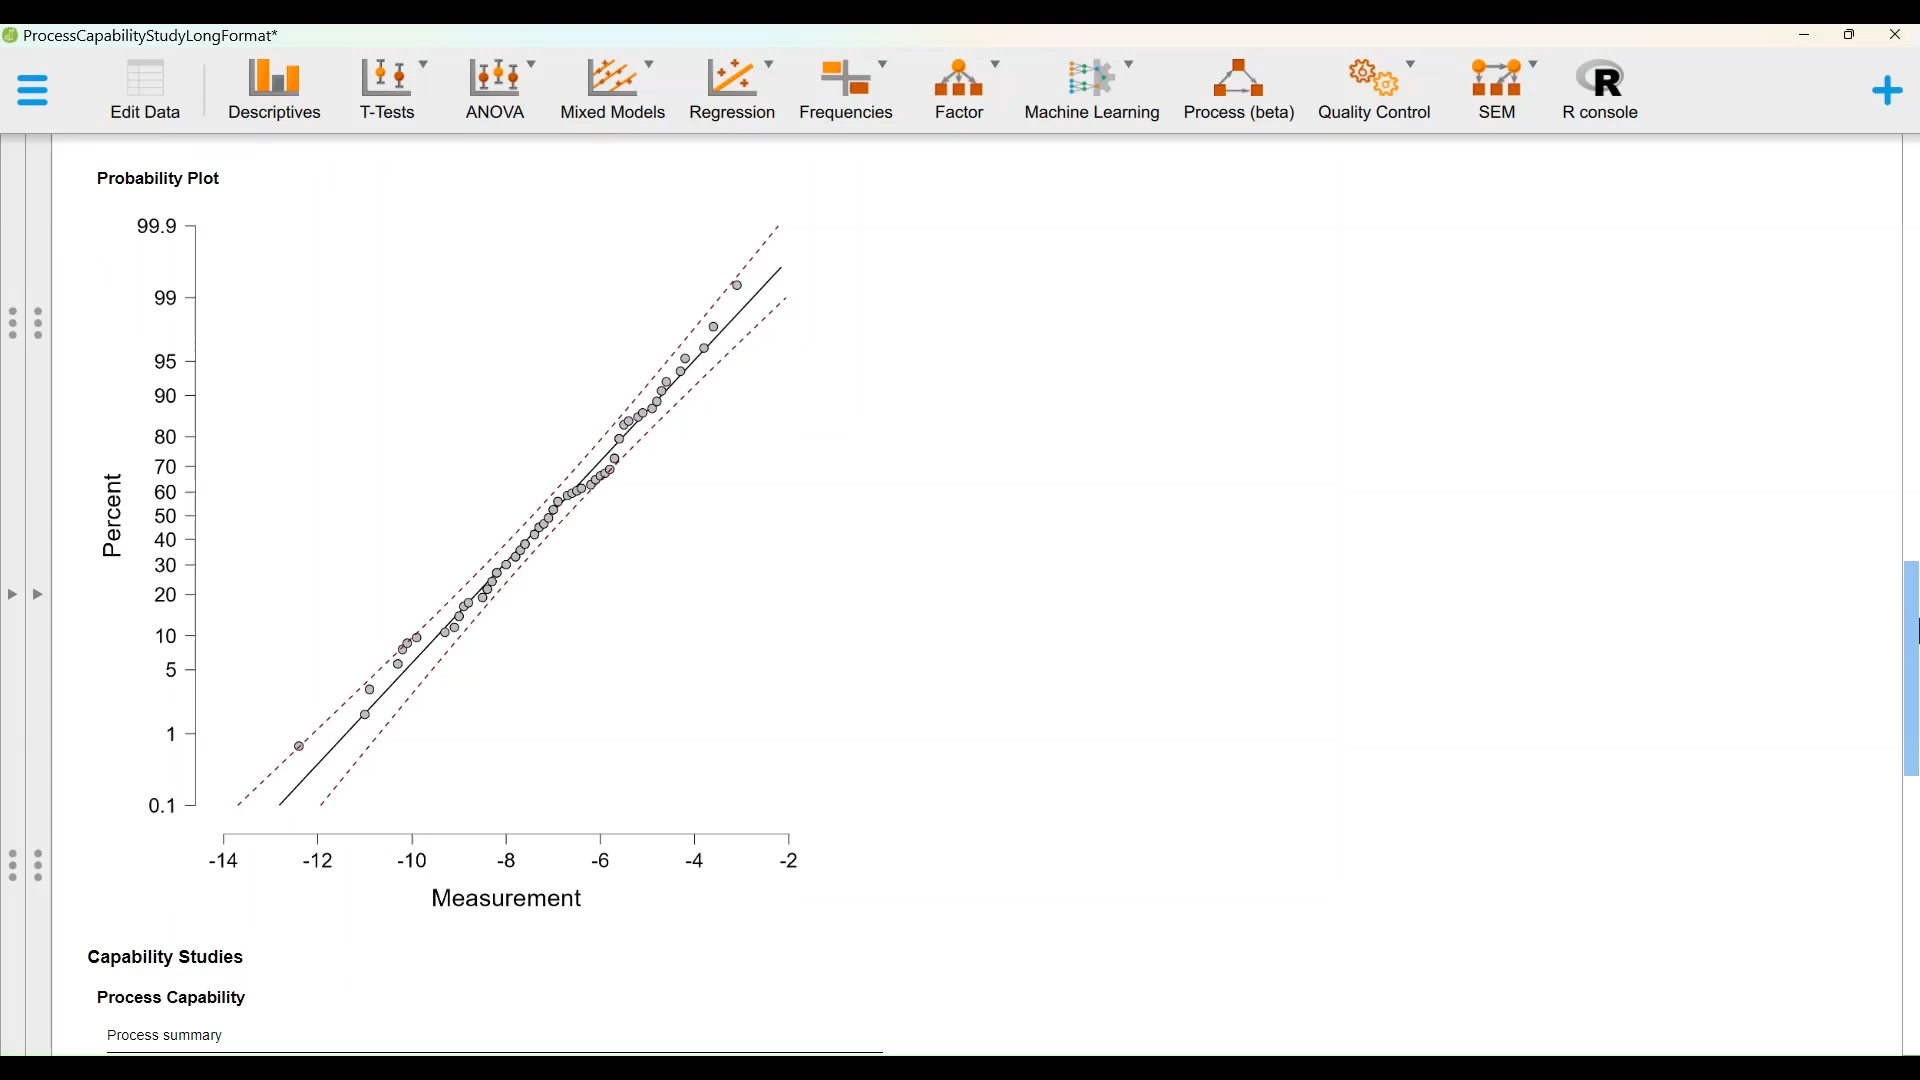 ProcessCapabilityStudyLongFormat*
Edit Data
Descriptives
T-Tests
ANOVA
Mixed Models
Regression
Frequencies
Factor
Machine Learning
Process (beta)
Quality Control
SEM
R console
Probability Plot
99.9
99
95
90
80
70
60
50
40
30
20
10
5
1
0.1
Percent
-14 -12 -10 -8 -6 -4 -2
Measurement
Capability Studies
Process Capability
Process summary